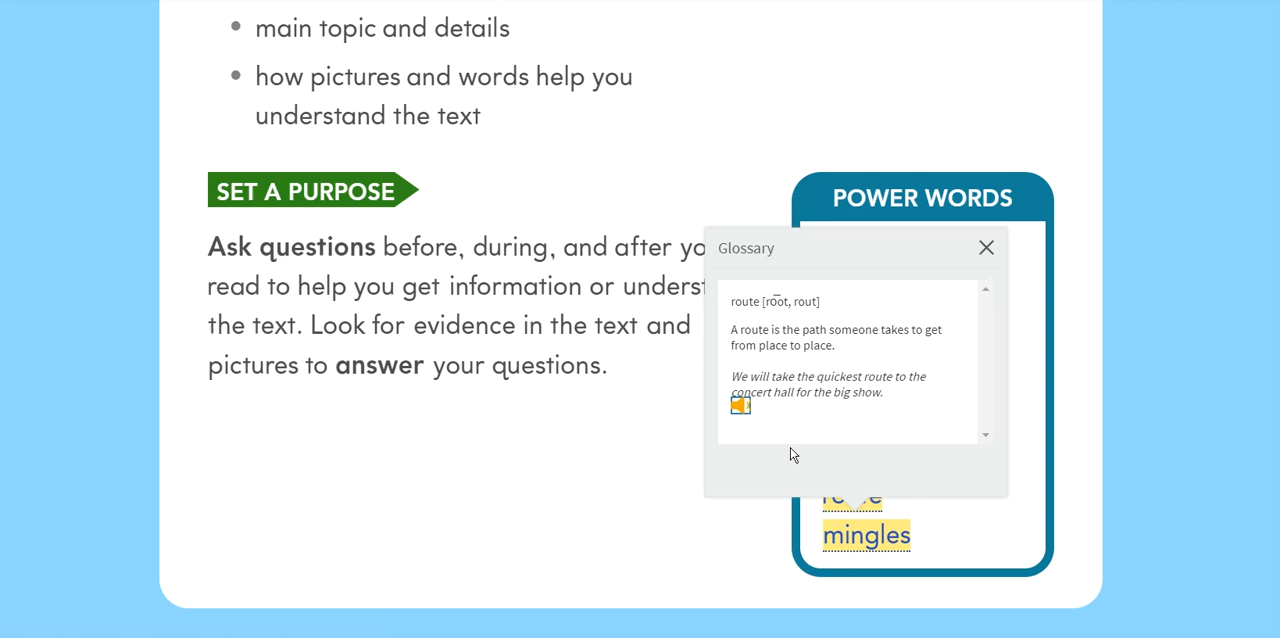 main topic and details
how pictures and words help you
understand the text
SET A PURPOSE
Ask questions before, during, and after
read to help you get information or
the text. Look for evidence in the text and
pictures to answer your questions.
POWER WORDS
Glossary
route [ro͞ot, rout]
A route is the path someone takes to get
from place to place.
We will take the quickest route to the
concert hall for the big show.
mingles